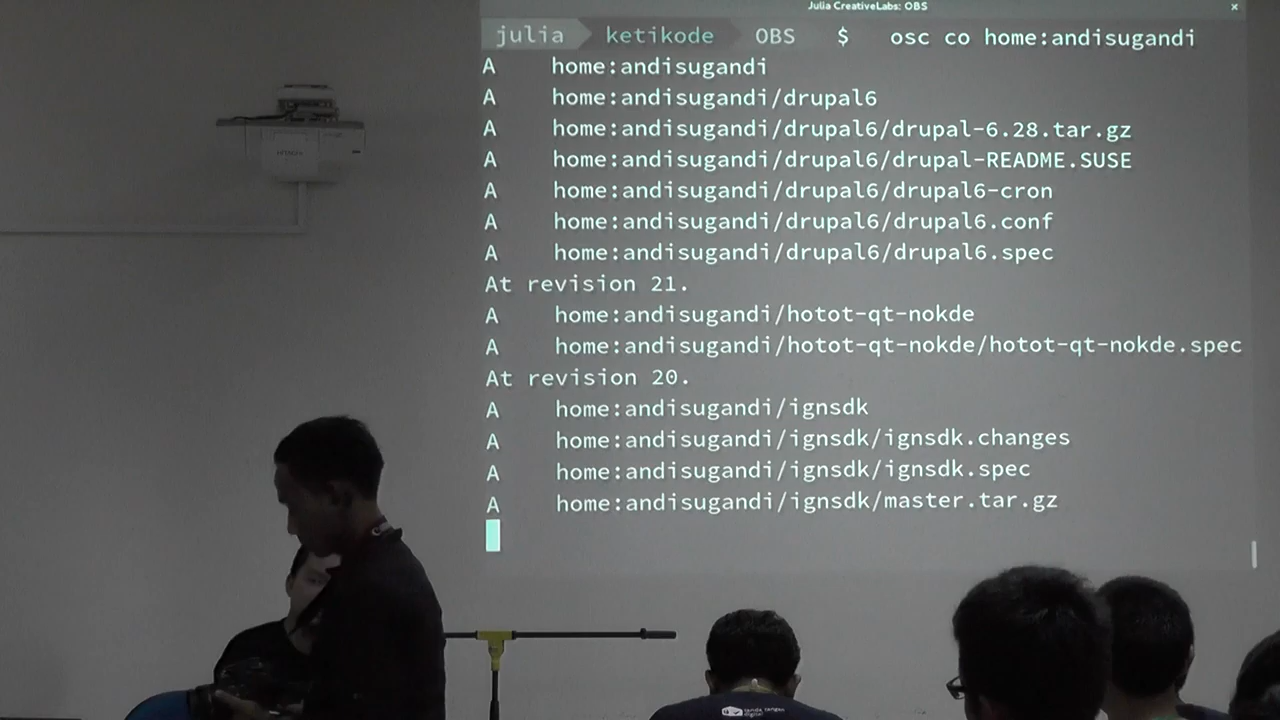 Julia CreativeLabs: OBS ×
julia ketikode OBS $ osc co home:andisugandi
A home:andisugandi
A home:andisugandi/drupal6
A home:andisugandi/drupal6/drupal-6.28.tar.gz
A home:andisugandi/drupal6/drupal-README.SUSE
A home:andisugandi/drupal6/drupal6-cron
A home:andisugandi/drupal6/drupal6.conf
A home:andisugandi/drupal6/drupal6.spec
At revision 21.
A home:andisugandi/hotot-qt-nokde
A home:andisugandi/hotot-qt-nokde/hotot-qt-nokde.spec
At revision 20.
A home:andisugandi/ignsdk
A home:andisugandi/ignsdk/ignsdk.changes
A home:andisugandi/ignsdk/ignsdk.spec
A home:andisugandi/ignsdk/master.tar.gz
HITACHI
tanda tangan
digital